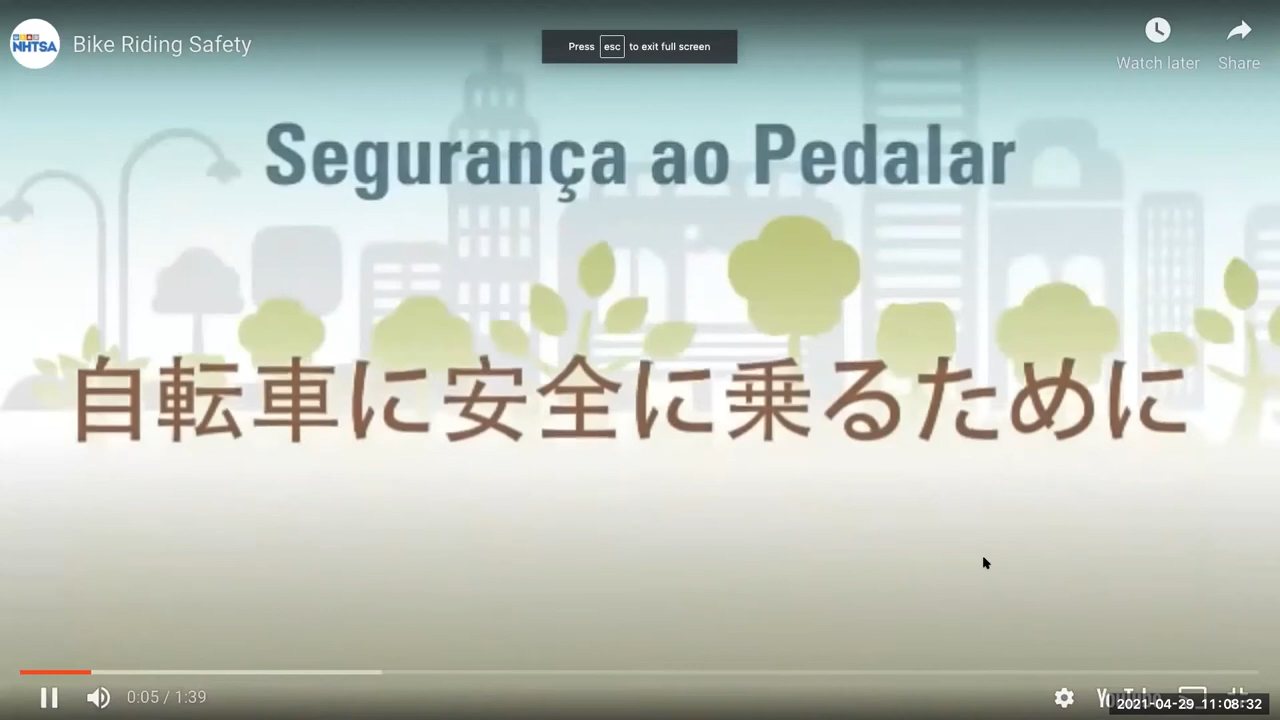 NHTSA
Bike Riding Safety
Press esc to exit full screen
Watch later
Share
Segurança ao Pedalar
自転車に安全に乗るために
0:05 / 1:39
YouTube
2021-04-29 11:08:32